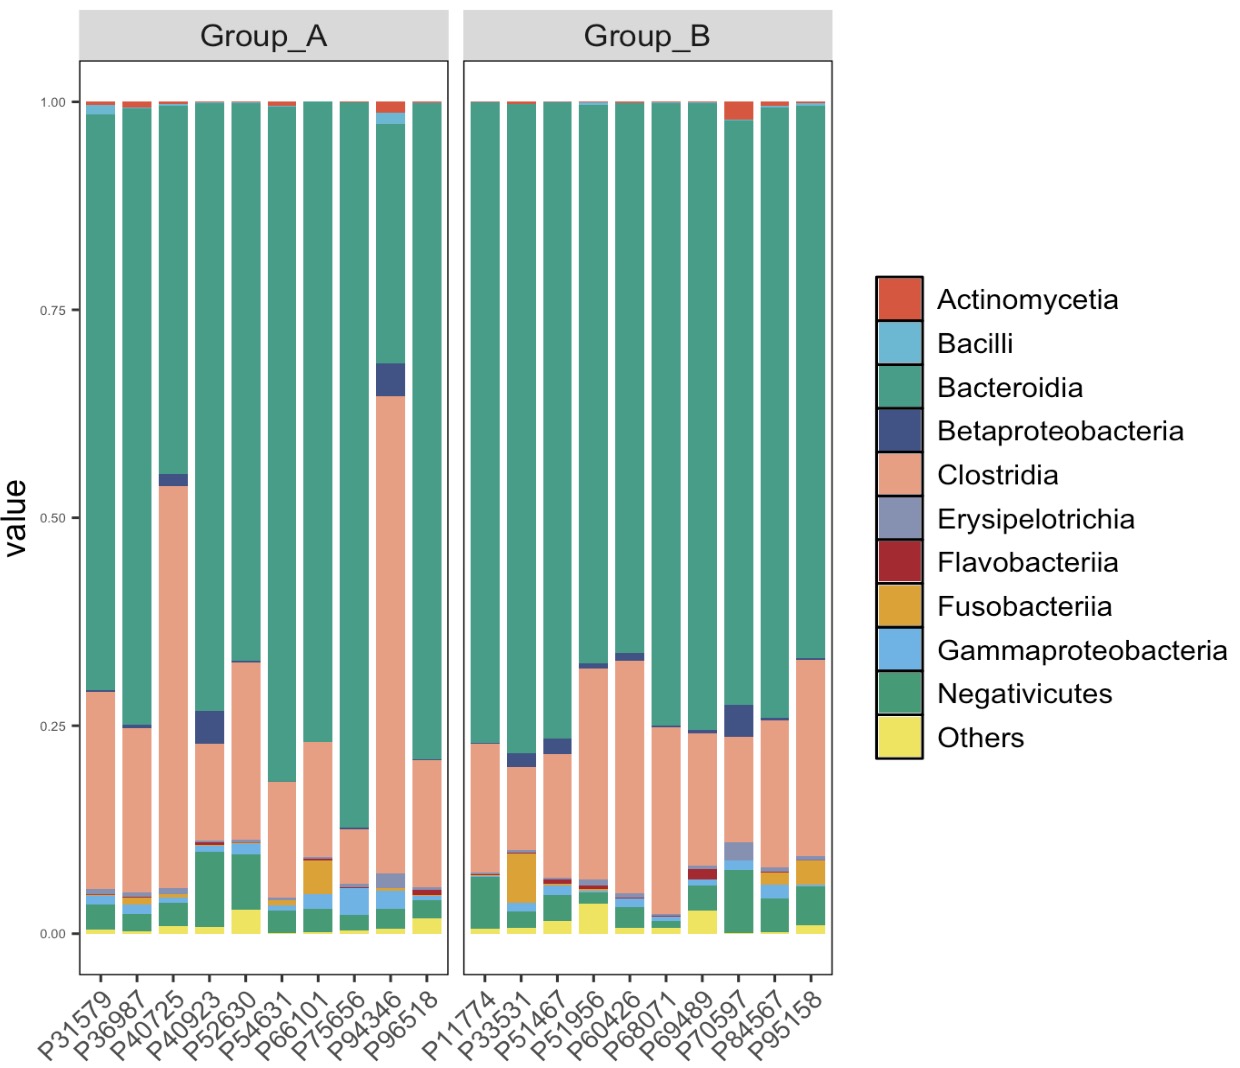 Group_A
Group_B
value
1.00
0.75
0.50
0.25
0.00
P31579
P36987
P40725
P40923
P52630
P54631
P66101
P75656
P94346
P96518
P11774
P33531
P51467
P51956
P60426
P68071
P69489
P70597
P84567
P95158
Actinomycetia
Bacilli
Bacteroidia
Betaproteobacteria
Clostridia
Erysipelotrichia
Flavobacteriia
Fusobacteriia
Gammaproteobacteria
Negativicutes
Others